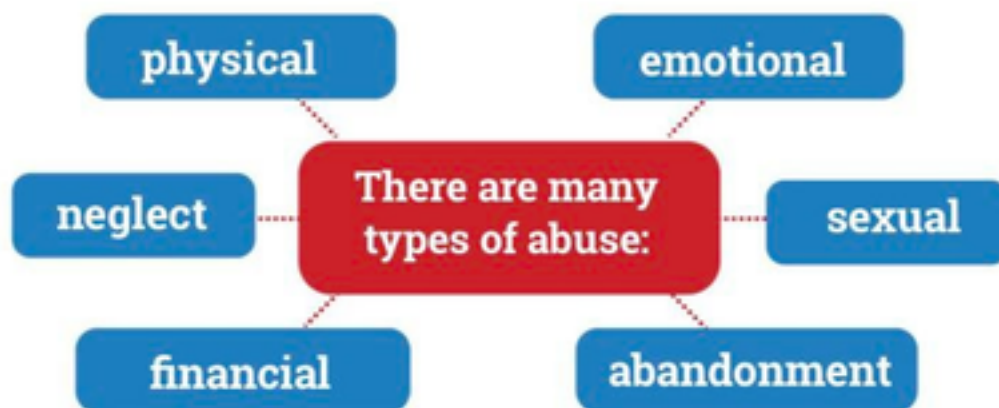 physical
emotional
There are many
types of abuse:
neglect
sexual
financial
abandonment